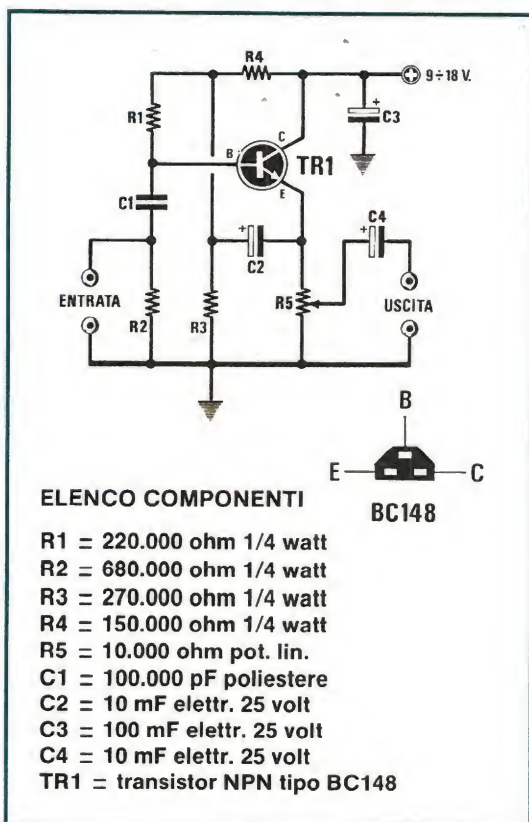 R4
9÷18 V.
R1
C3
C
B
TR1
E
C1
C4
C2
ENTRATA
R5
USCITA
R2
R3
B
E
C
BC148
ELENCO COMPONENTI
R1 = 220.000 ohm 1/4 watt
R2 = 680.000 ohm 1/4 watt
R3 = 270.000 ohm 1/4 watt
R4 = 150.000 ohm 1/4 watt
R5 = 10.000 ohm pot. lin.
C1 = 100.000 pF poliestere
C2 = 10 mF elettr. 25 volt
C3 = 100 mF elettr. 25 volt
C4 = 10 mF elettr. 25 volt
TR1 = transistor NPN tipo BC148